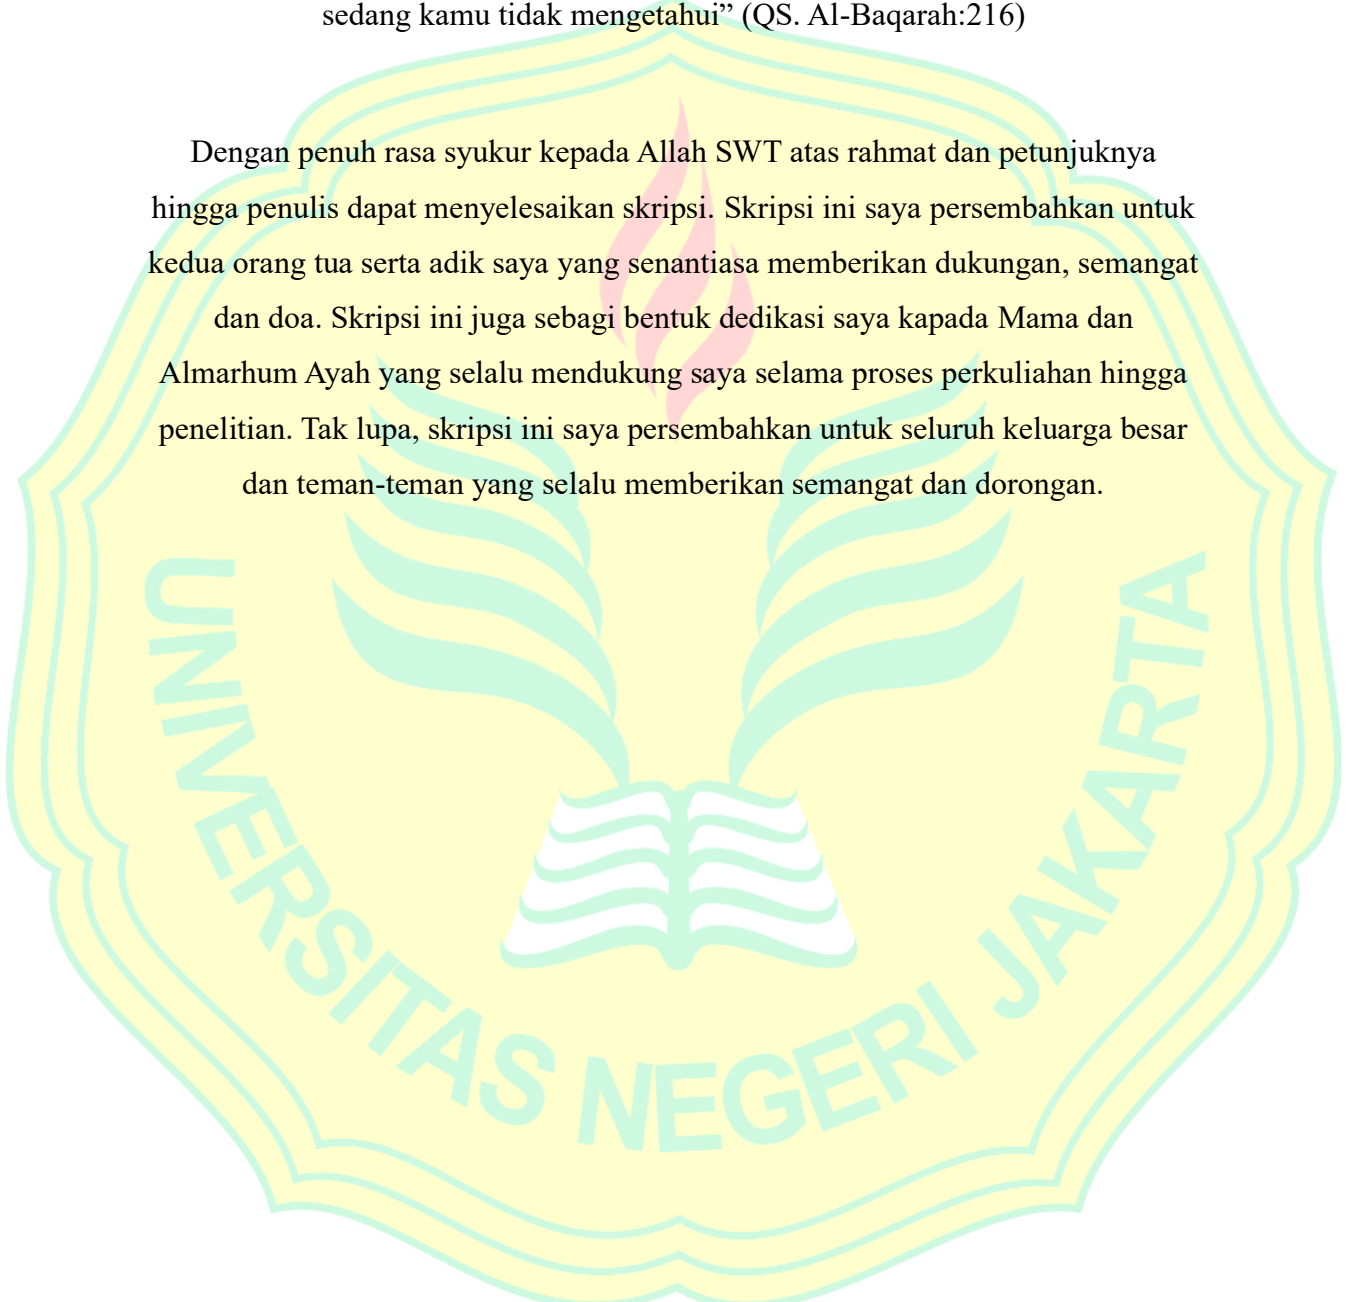 sedang kamu tidak mengetahui” (QS. Al-Baqarah:216)
Dengan penuh rasa syukur kepada Allah SWT atas rahmat dan petunjuknya
hingga penulis dapat menyelesaikan skripsi. Skripsi ini saya persembahkan untuk
kedua orang tua serta adik saya yang senantiasa memberikan dukungan, semangat
dan doa. Skripsi ini juga sebagi bentuk dedikasi saya kapada Mama dan
Almarhum Ayah yang selalu mendukung saya selama proses perkuliahan hingga
penelitian. Tak lupa, skripsi ini saya persembahkan untuk seluruh keluarga besar
dan teman-teman yang selalu memberikan semangat dan dorongan.
UNIVERSITAS NEGERI JAKARTA